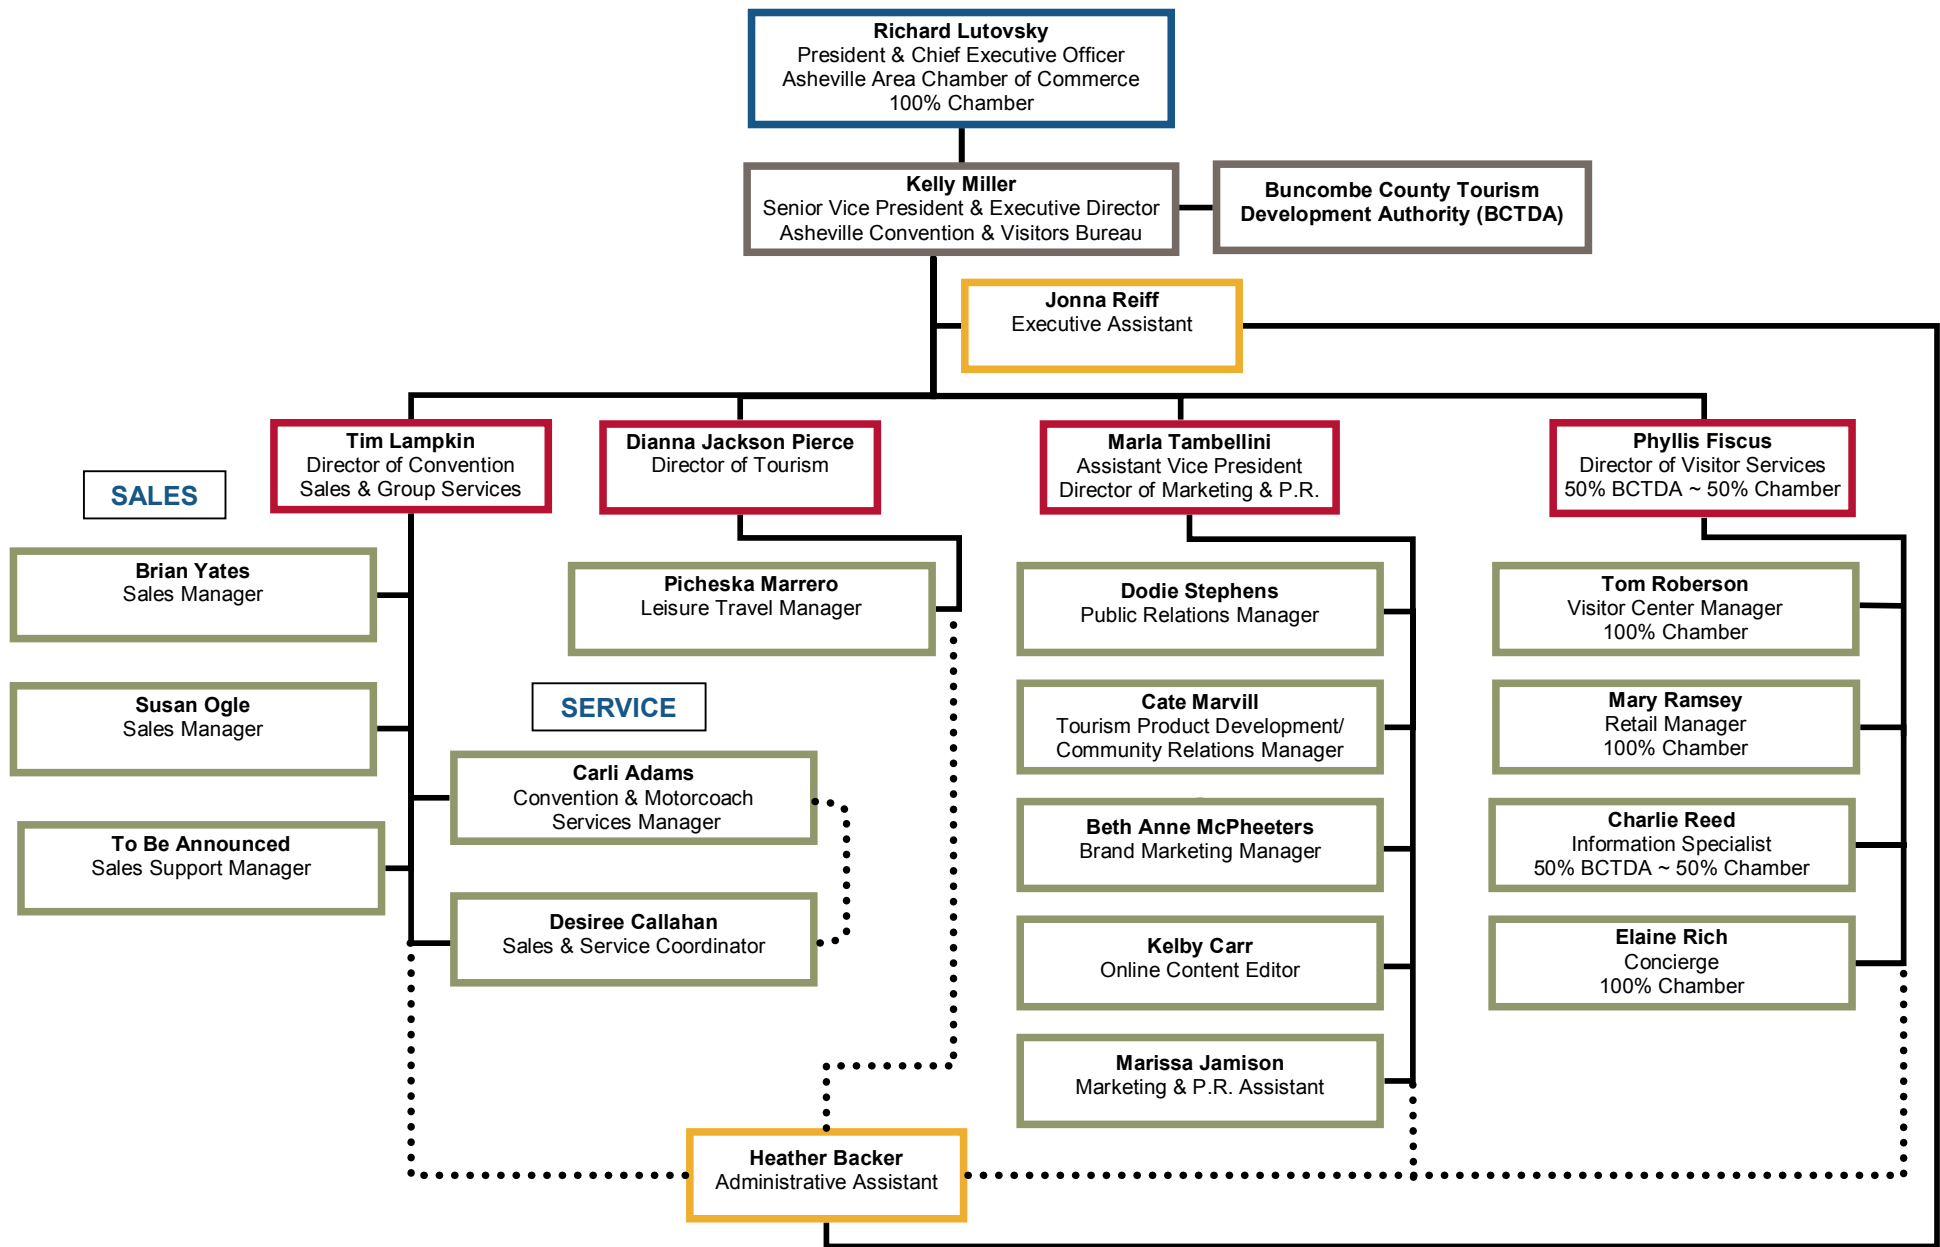 Richard Lutovsky
President & Chief Executive Officer
Asheville Area Chamber of Commerce
100% Chamber
Kelly Miller
Senior Vice President & Executive Director
Asheville Convention & Visitors Bureau
Buncombe County Tourism
Development Authority (BCTDA)
Jonna Reiff
Executive Assistant
Tim Lampkin
Director of Convention
Sales & Group Services
Dianna Jackson Pierce
Director of Tourism
Marla Tambellini
Assistant Vice President
Director of Marketing & P.R.
Phyllis Fiscus
Director of Visitor Services
50% BCTDA ~ 50% Chamber
SALES
Brian Yates
Sales Manager
Susan Ogle
Sales Manager
To Be Announced
Sales Support Manager
SERVICE
Carli Adams
Convention & Motorcoach
Services Manager
Desiree Callahan
Sales & Service Coordinator
Picheska Marrero
Leisure Travel Manager
Dodie Stephens
Public Relations Manager
Cate Marvill
Tourism Product Development/
Community Relations Manager
Beth Anne McPheeters
Brand Marketing Manager
Kelby Carr
Online Content Editor
Marissa Jamison
Marketing & P.R. Assistant
Tom Roberson
Visitor Center Manager
100% Chamber
Mary Ramsey
Retail Manager
100% Chamber
Charlie Reed
Information Specialist
50% BCTDA ~ 50% Chamber
Elaine Rich
Concierge
100% Chamber
Heather Backer
Administrative Assistant